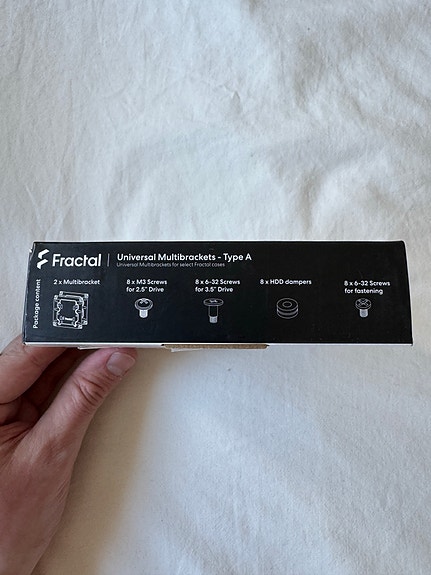 Fractal
Universal Multibrackets - Type A
Universal Multibrackets for select Fractal cases
Package content
2 x Multibracket
8 x M3 Screws
for 2.5" Drive
8 x 6-32 Screws
for 3.5" Drive
8 x HDD dampers
8 x 6-32 Screws
for fastening